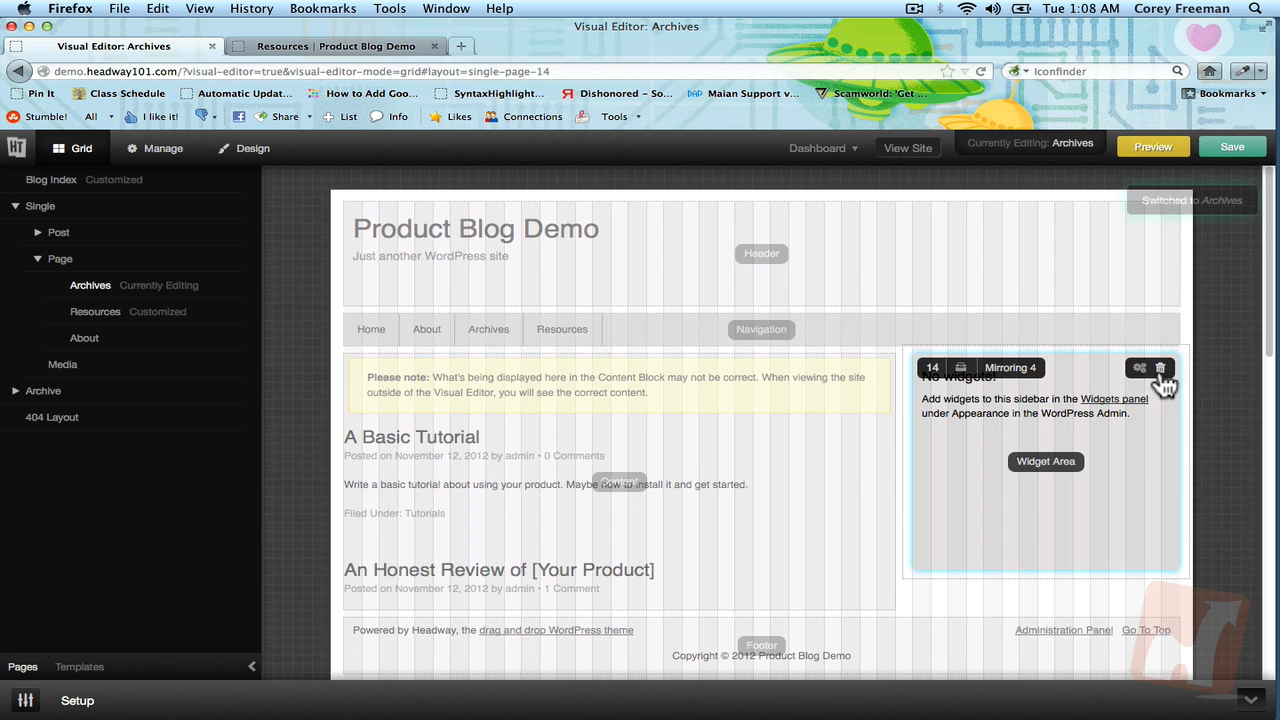 Firefox File Edit View History Bookmarks Tools Window Help Tue 1:08 AM Corey Freeman
Visual Editor: Archives
Visual Editor: Archives Resources | Product Blog Demo
demo.headway101.com/?visual-editor=true&visual-editor-mode=grid#layout=single-page-14 Iconfinder
Pin It Class Schedule Automatic Updat... How to Add Goo... SyntaxHighlight... Dishonored – So... DAP Maian Support v... Scamworld: 'Get ... Bookmarks
Stumble! All I like it! Share List Info Likes Connections Tools
HT Grid Manage Design Dashboard View Site Currently Editing: Archives Preview Save
Blog Index Customized
Single
Post
Page
Archives Currently Editing
Resources Customized
About
Media
Archive
404 Layout
Switched to Archives
Product Blog Demo
Just another WordPress site
Header
Home About Archives Resources
Navigation
Please note: What's being displayed here in the Content Block may not be correct. When viewing the
site outside of the Visual Editor, you will see the correct content.
A Basic Tutorial
Posted on November 12, 2012 by admin • 0 Comments
Write a basic tutorial about using your product. Maybe how to install it and get started.
Content
Filed Under: Tutorials
An Honest Review of [Your Product]
Posted on November 12, 2012 by admin • 1 Comment
14 Mirroring 4
No widgets!
Add widgets to this sidebar in the Widgets panel
under Appearance in the WordPress Admin.
Widget Area
Powered by Headway, the drag and drop WordPress theme Administration Panel Go To Top
Footer
Copyright © 2012 Product Blog Demo
Pages Templates
Setup